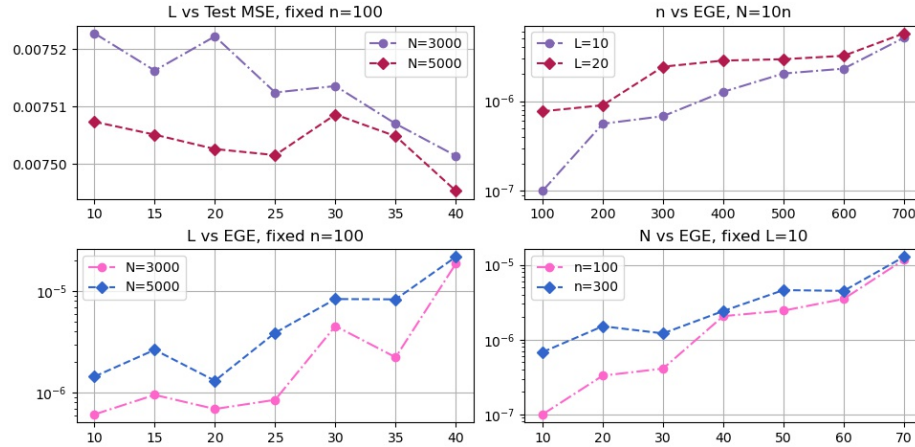 L vs Test MSE, fixed n=100
0.00752
0.00751
0.00750
N=3000
N=5000
10 15 20 25 30 35 40
n vs EGE, N=10n
10⁻⁶
10⁻⁷
L=10
L=20
100 200 300 400 500 600 700
L vs EGE, fixed n=100
10⁻⁵
10⁻⁶
N=3000
N=5000
10 15 20 25 30 35 40
N vs EGE, fixed L=10
10⁻⁵
10⁻⁶
10⁻⁷
n=100
n=300
10 20 30 40 50 60 70